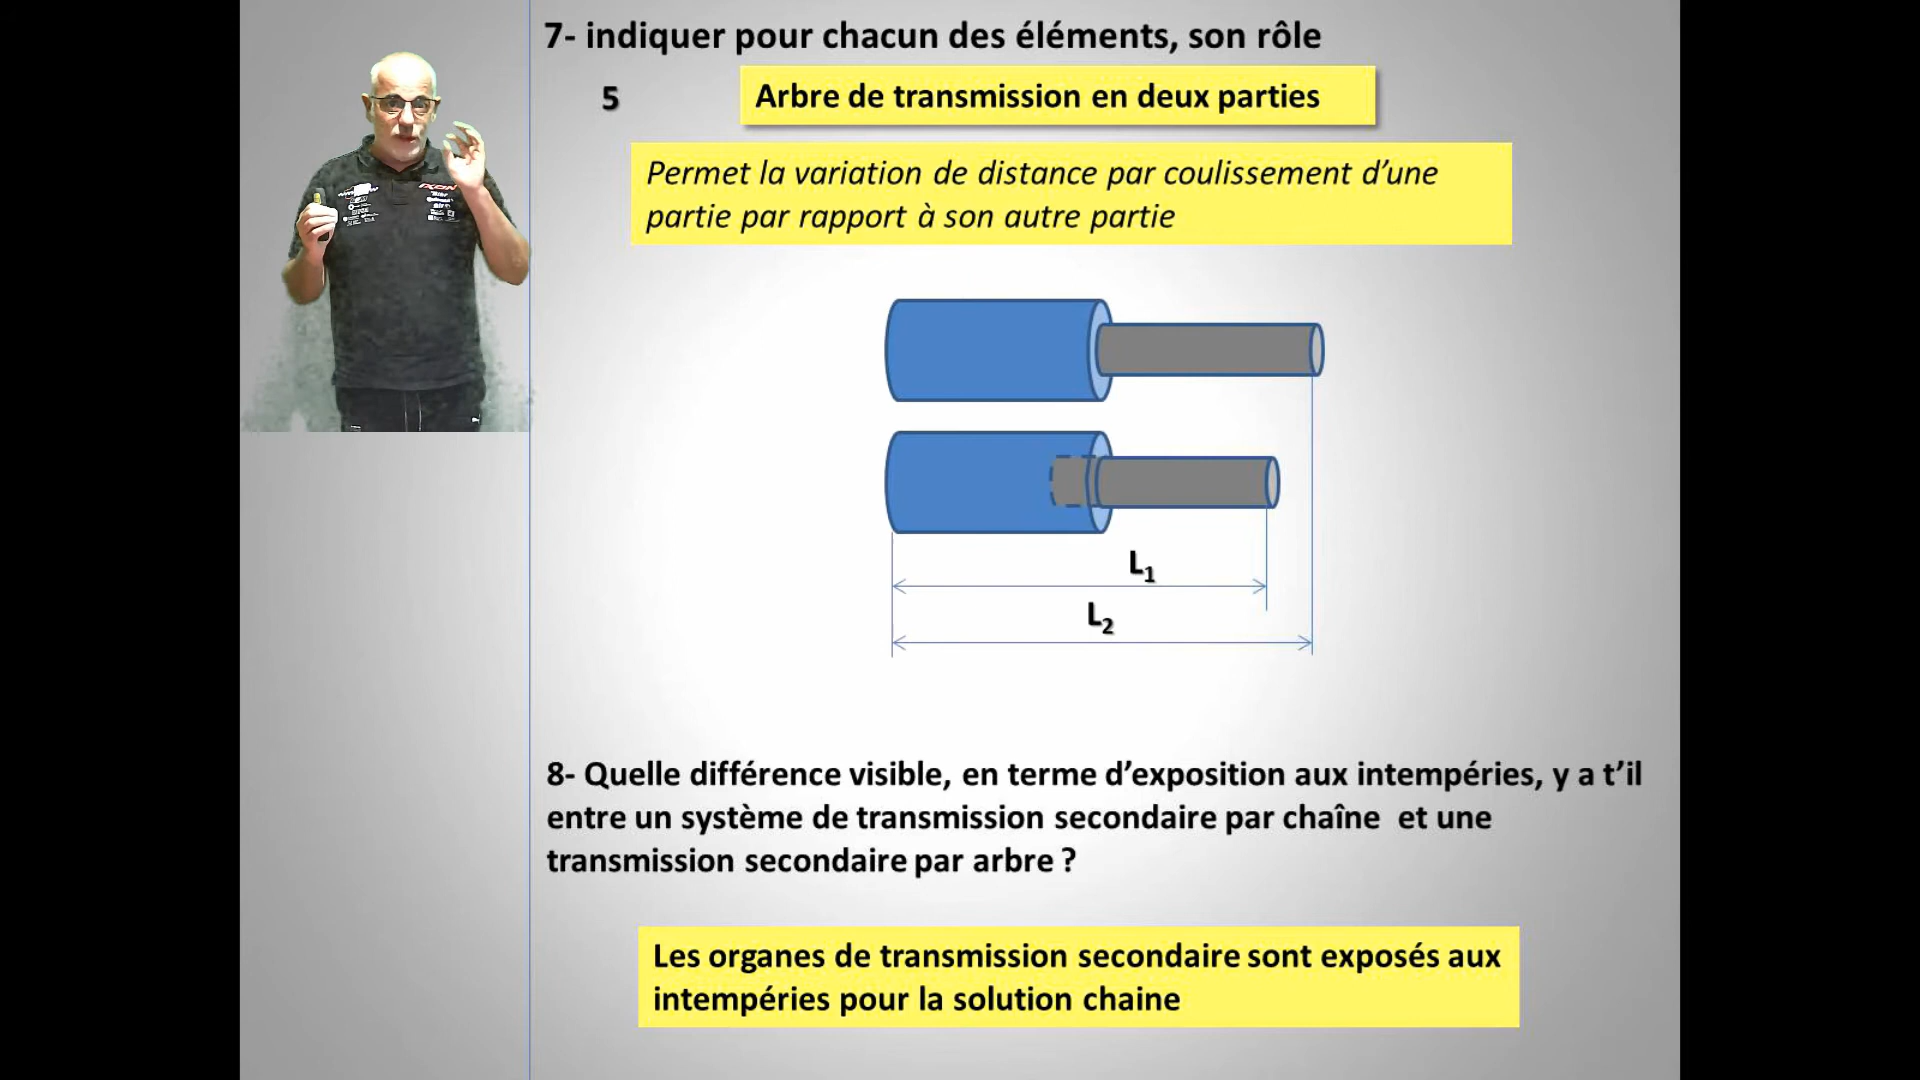 7- indiquer pour chacun des éléments, son rôle
5
Arbre de transmission en deux parties
Permet la variation de distance par coulissement d’une
partie par rapport à son autre partie
L1
L2
8- Quelle différence visible, en terme d’exposition aux intempéries, y a t’il
entre un système de transmission secondaire par chaîne et une
transmission secondaire par arbre ?
Les organes de transmission secondaire sont exposés aux
intempéries pour la solution chaine
IXON